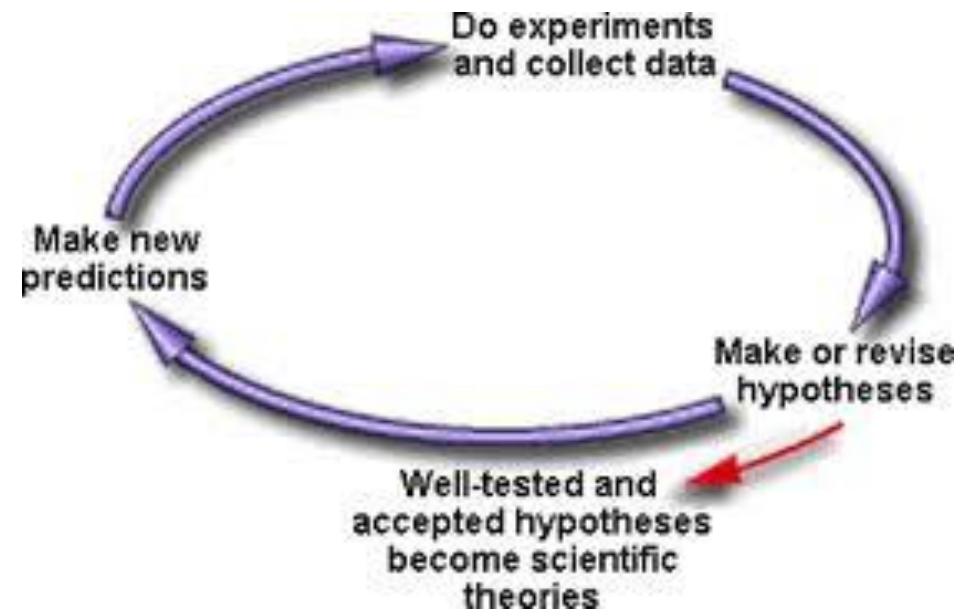 Do experiments
and collect data
Make new
predictions
Make or revise
hypotheses
Well-tested and
accepted hypotheses
become scientific
theories